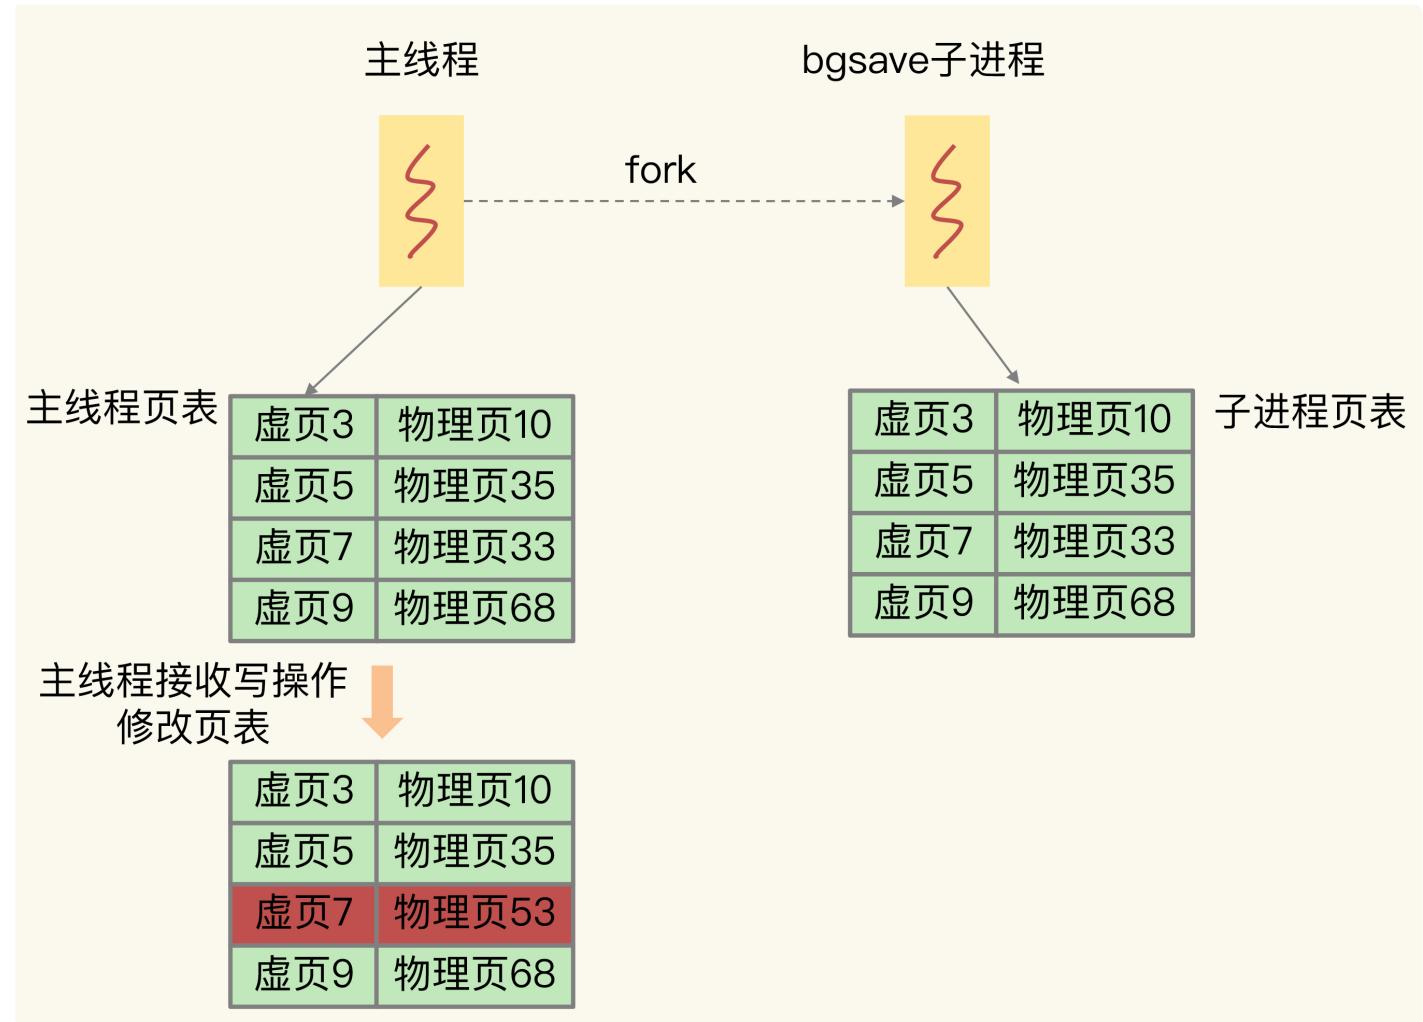 主线程
bgsave子进程
fork
主线程页表
虚页3 物理页10
虚页5 物理页35
虚页7 物理页33
虚页9 物理页68
子进程页表
虚页3 物理页10
虚页5 物理页35
虚页7 物理页33
虚页9 物理页68
主线程接收写操作
修改页表
虚页3 物理页10
虚页5 物理页35
虚页7 物理页53
虚页9 物理页68